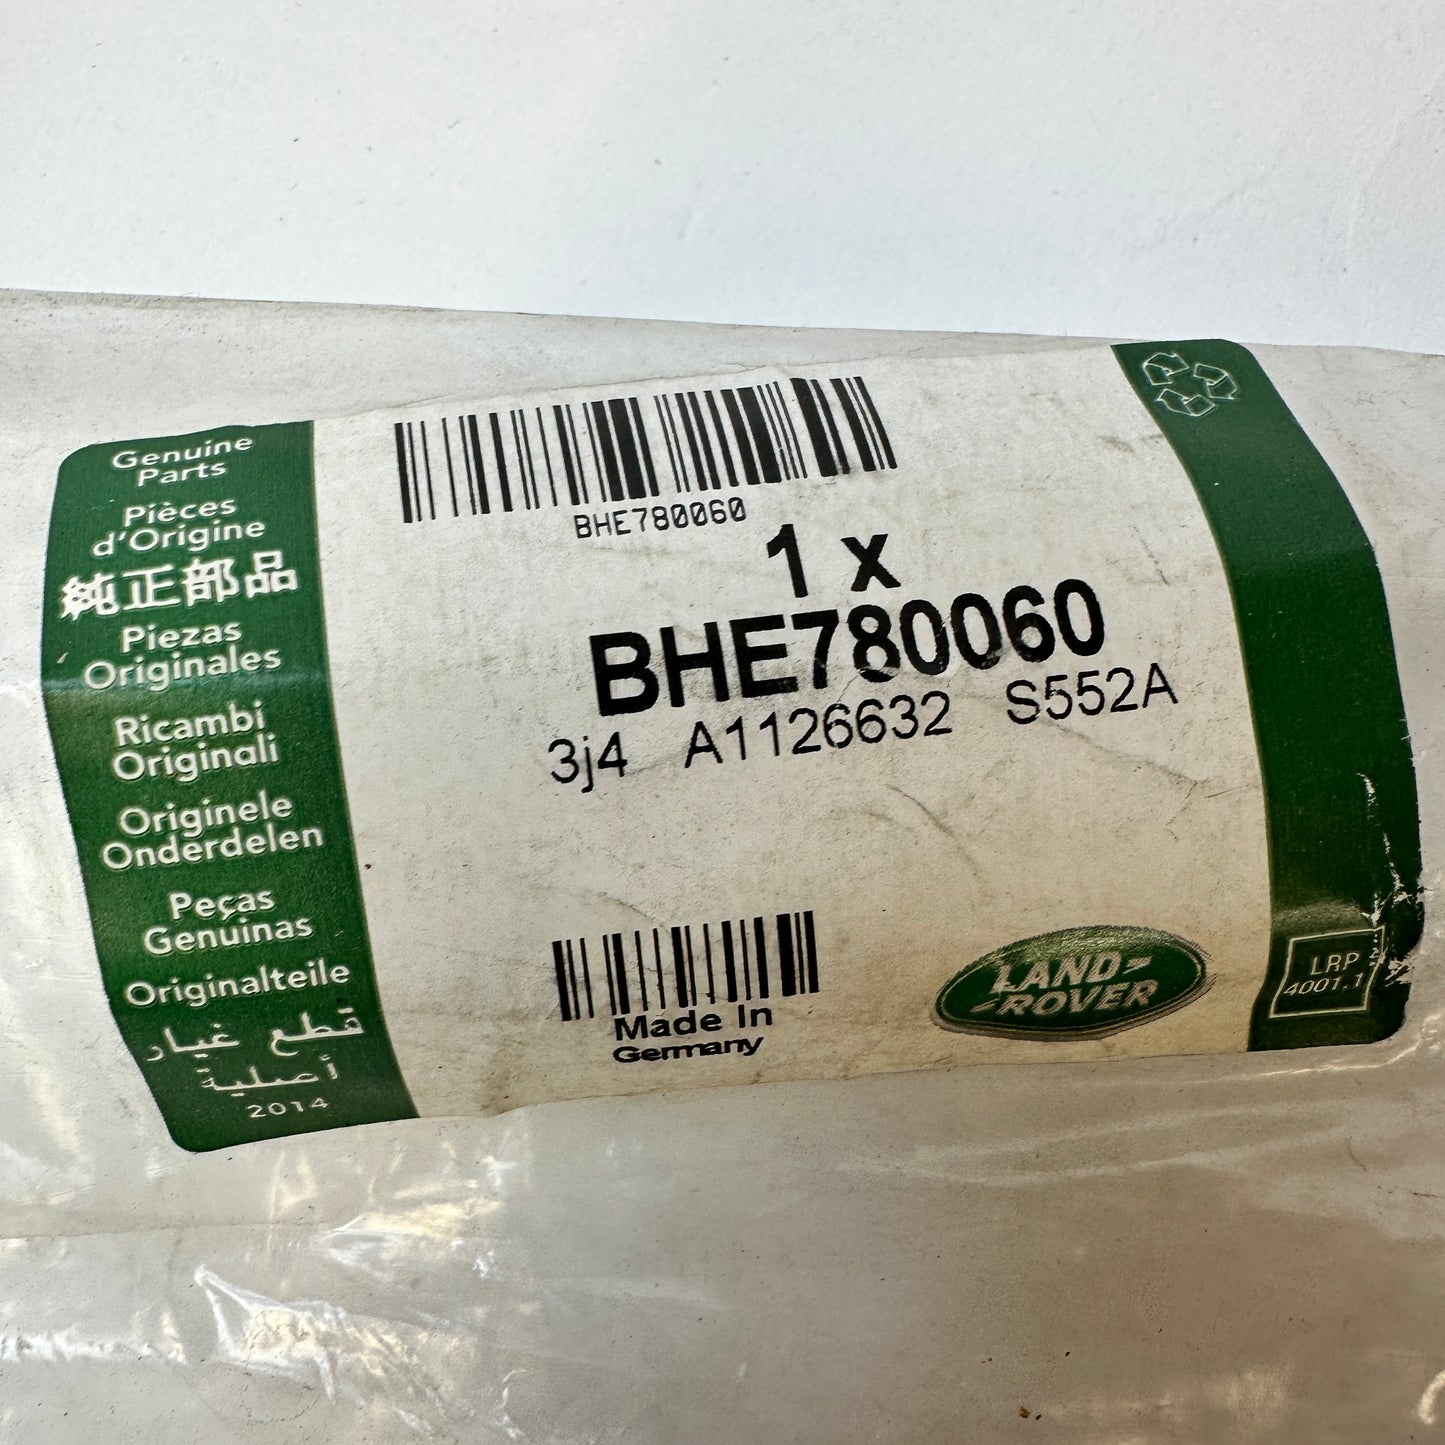 Genuine
Parts
Pièces
d'Origine
純正部品
Piezas
Originales
Ricambi
Originali
Originele
Onderdelen
Peças
Genuinas
Originalteile
قطع غيار
أصلية
2014
BHE780060
1 x
BHE780060
3j4 A1126632 S552A
Made In
Germany
LAND-
ROVER
LRP
4001.1